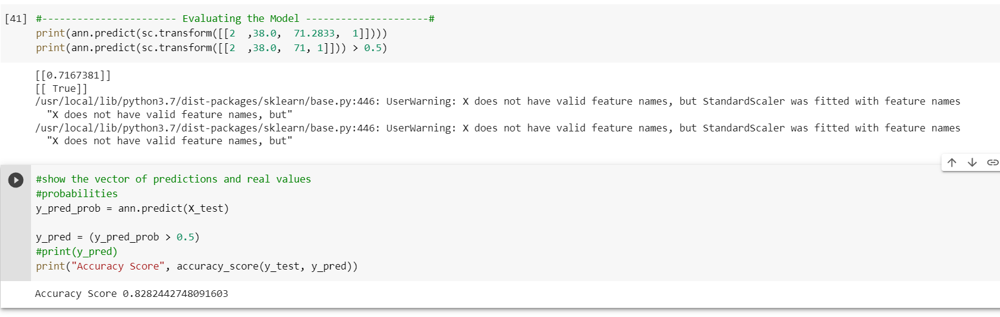 [41] #----------------------- Evaluating the Model ---------------------#
print(ann.predict(sc.transform([[2  ,38.0,  71.2833,  1]])))
print(ann.predict(sc.transform([[2  ,38.0,  71, 1]])) > 0.5)
[[0.7167381]]
[[ True]]
/usr/local/lib/python3.7/dist-packages/sklearn/base.py:446: UserWarning: X does not have valid feature names, but StandardScaler was fitted with feature names
  "X does not have valid feature names, but"
/usr/local/lib/python3.7/dist-packages/sklearn/base.py:446: UserWarning: X does not have valid feature names, but StandardScaler was fitted with feature names
  "X does not have valid feature names, but"
#show the vector of predictions and real values
#probabilities
y_pred_prob = ann.predict(X_test)
y_pred = (y_pred_prob > 0.5)
#print(y_pred)
print("Accuracy Score", accuracy_score(y_test, y_pred))
Accuracy Score 0.8282442748091603